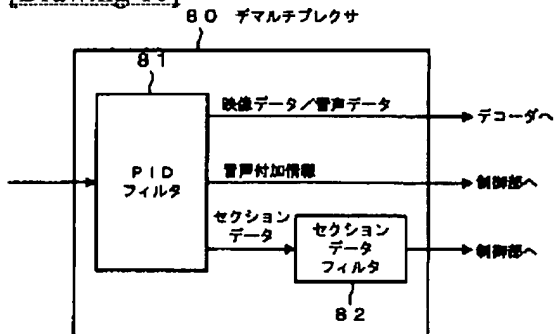 80 デマルチプレクサ
81
映像データ/音声データ
デコーダへ
PID
フィルタ
音声付加情報
制御部へ
セクション
データ
セクション
データ
フィルタ
制御部へ
82